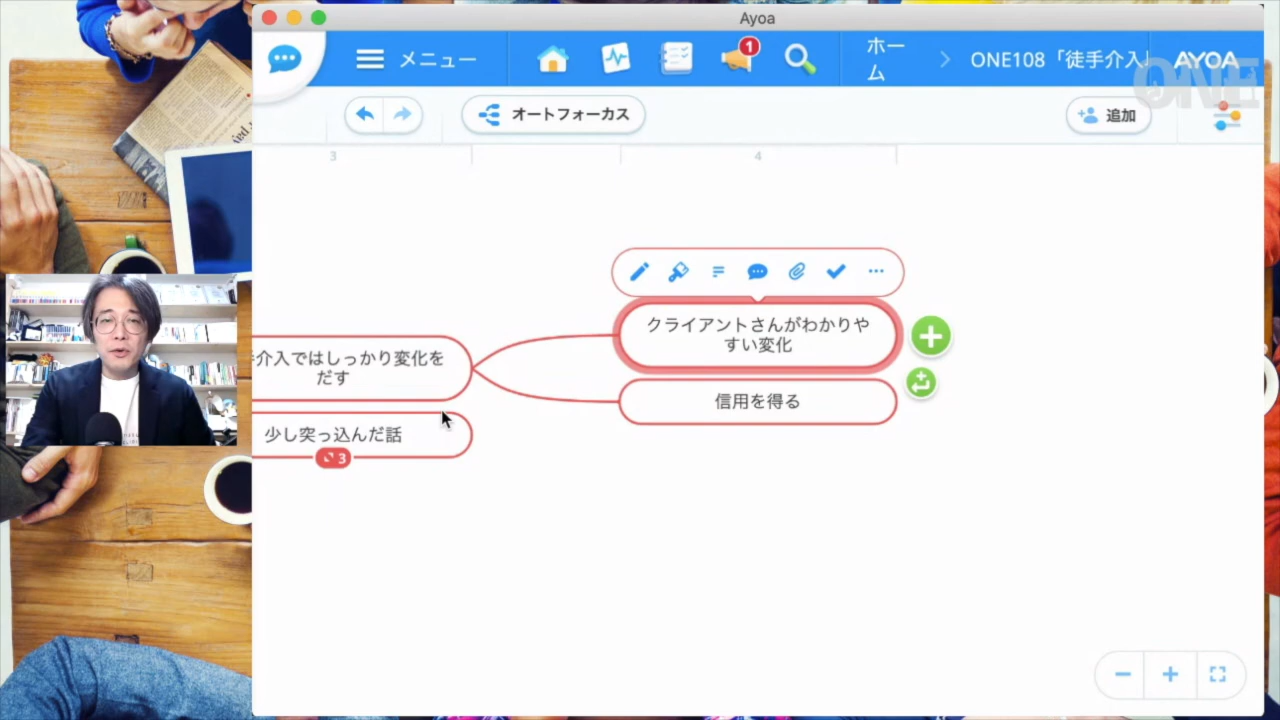 Ayoa
メニュー
1
ホー
ム
ONE108「徒手介入」
AYOA
ONE
オートフォーカス
追加
3
4
クライアントさんがわかりや
すい変化
介入ではしっかり変化を
だす
信用を得る
少し突っ込んだ話
3